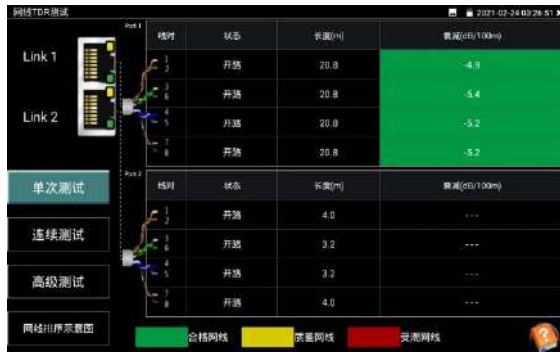 网线TDR测试
2021-02-24 03:26:51
Port 1
线对 状态 长度(m) 衰减(dB/100m)
Link 1
1 2 开路 20.8 -4.9
3 6 开路 20.8 -5.4
Link 2
4 5 开路 20.8 -5.2
7 8 开路 20.8 -5.2
Port 2
单次测试
线对 状态 长度(m) 衰减(dB/100m)
1 2 开路 4.0 ---
连续测试
3 6 开路 3.2 ---
4 5 开路 3.2 ---
高级测试
7 8 开路 4.0 ---
网线排序示意图
合格网线 质差网线 受测网线